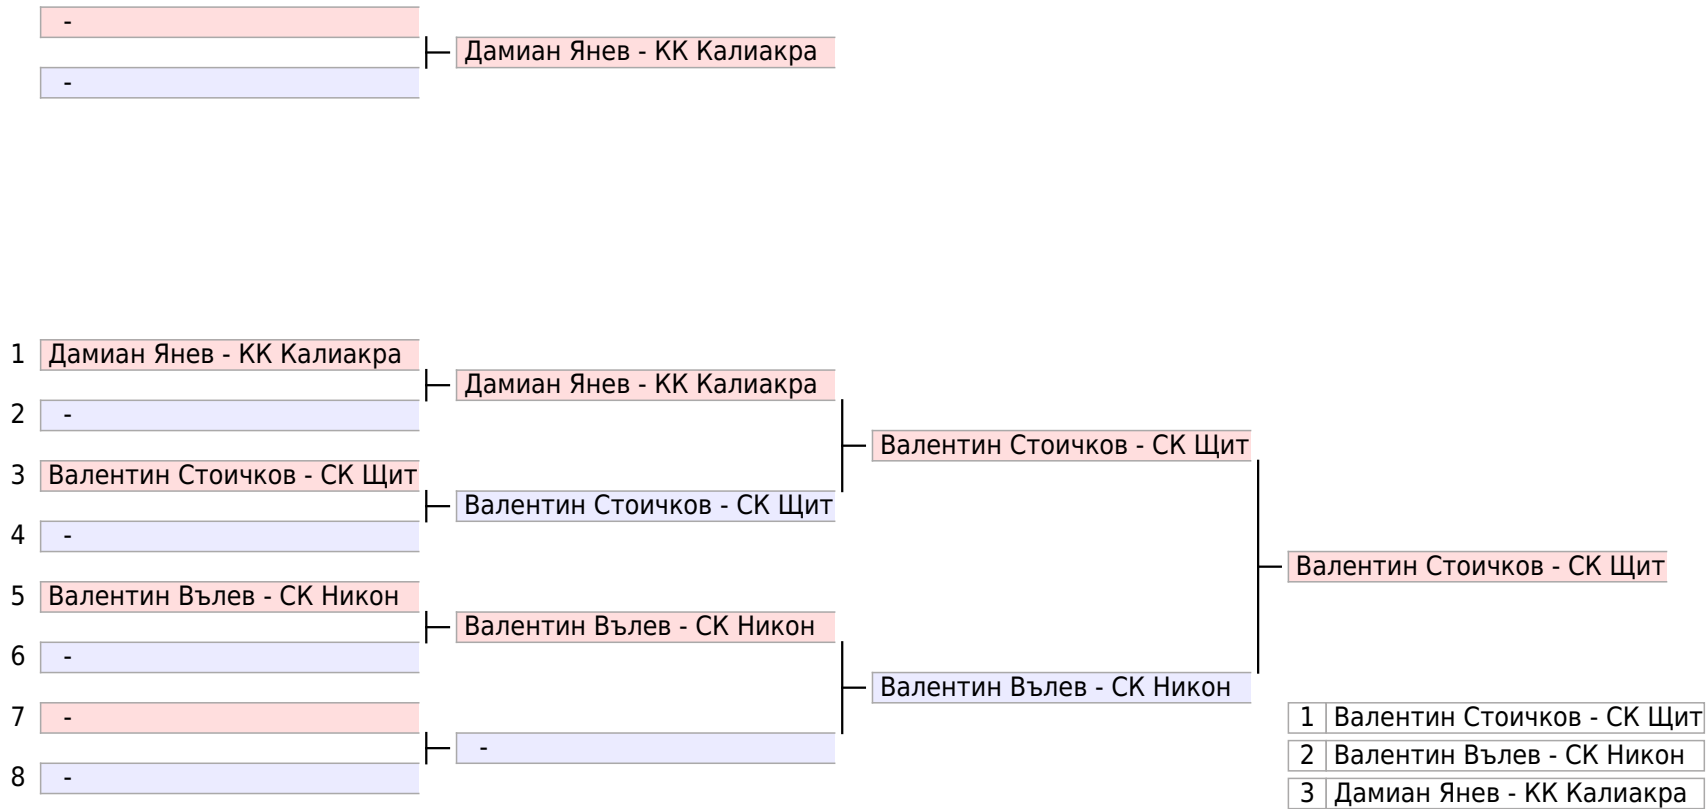 -
Дамиан Янев - КК Калиакра
-
1 Дамиан Янев - КК Калиакра
Дамиан Янев - КК Калиакра
2 -
Валентин Стоичков - СК Щит
3 Валентин Стоичков - СК Щит
Валентин Стоичков - СК Щит
4 -
Валентин Стоичков - СК Щит
5 Валентин Вълев - СК Никон
Валентин Вълев - СК Никон
6 -
Валентин Вълев - СК Никон
7 -
-
8 -
1 Валентин Стоичков - СК Щит
2 Валентин Вълев - СК Никон
3 Дамиан Янев - КК Калиакра